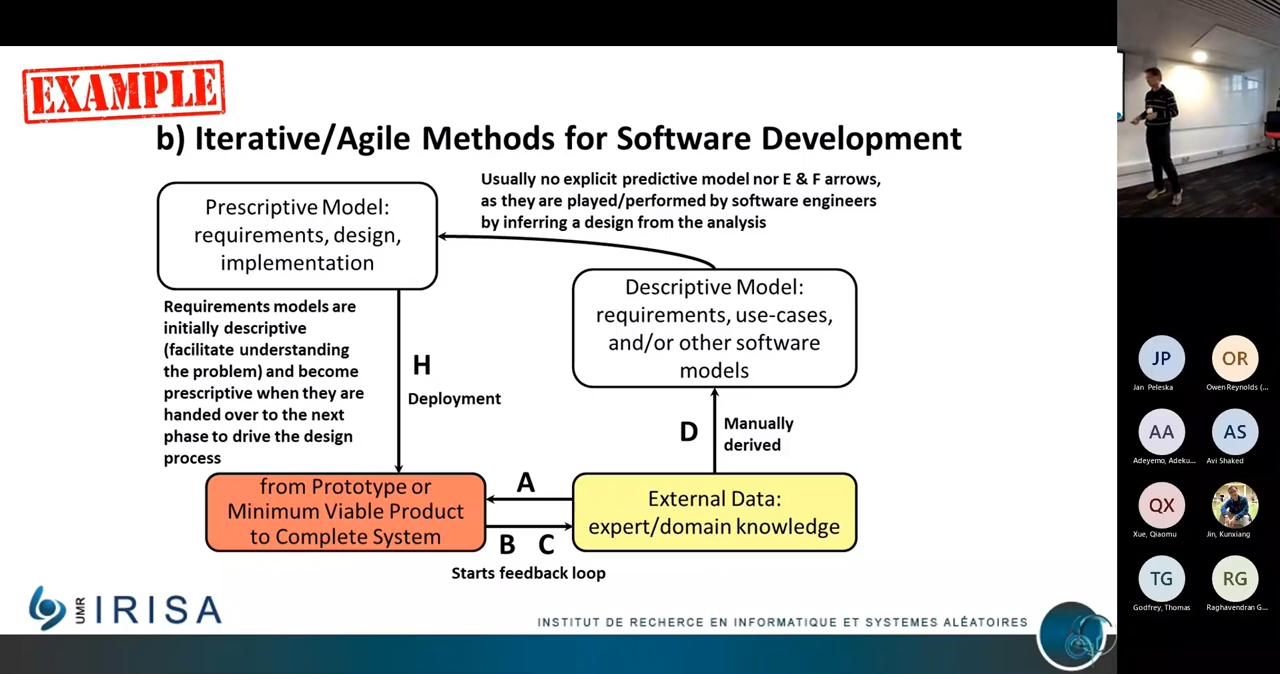 EXAMPLE
b) Iterative/Agile Methods for Software Development
Usually no explicit predictive model nor E & F arrows,
as they are played/performed by software engineers
by inferring a design from the analysis
Prescriptive Model:
requirements, design,
implementation
Descriptive Model:
requirements, use-cases,
and/or other software
models
Requirements models are
initially descriptive
(facilitate understanding
the problem) and become
prescriptive when they are
handed over to the next
phase to drive the design
process
H
Deployment
D
Manually
derived
from Prototype or
Minimum Viable Product
to Complete System
A
B C
Starts feedback loop
External Data:
expert/domain knowledge
UMR IRISA
INSTITUT DE RECHERCE EN INFORMATIQUE ET SYSTEMES ALÉATOIRES
JP
Jan Peleska
OR
Owen Reynolds (...
AA
Adeyemo, Adeku...
AS
Avi Shaked
QX
Xue, Qiaomu
Jin, Kunxiang
TG
Godfrey, Thomas
RG
Raghavendran G...